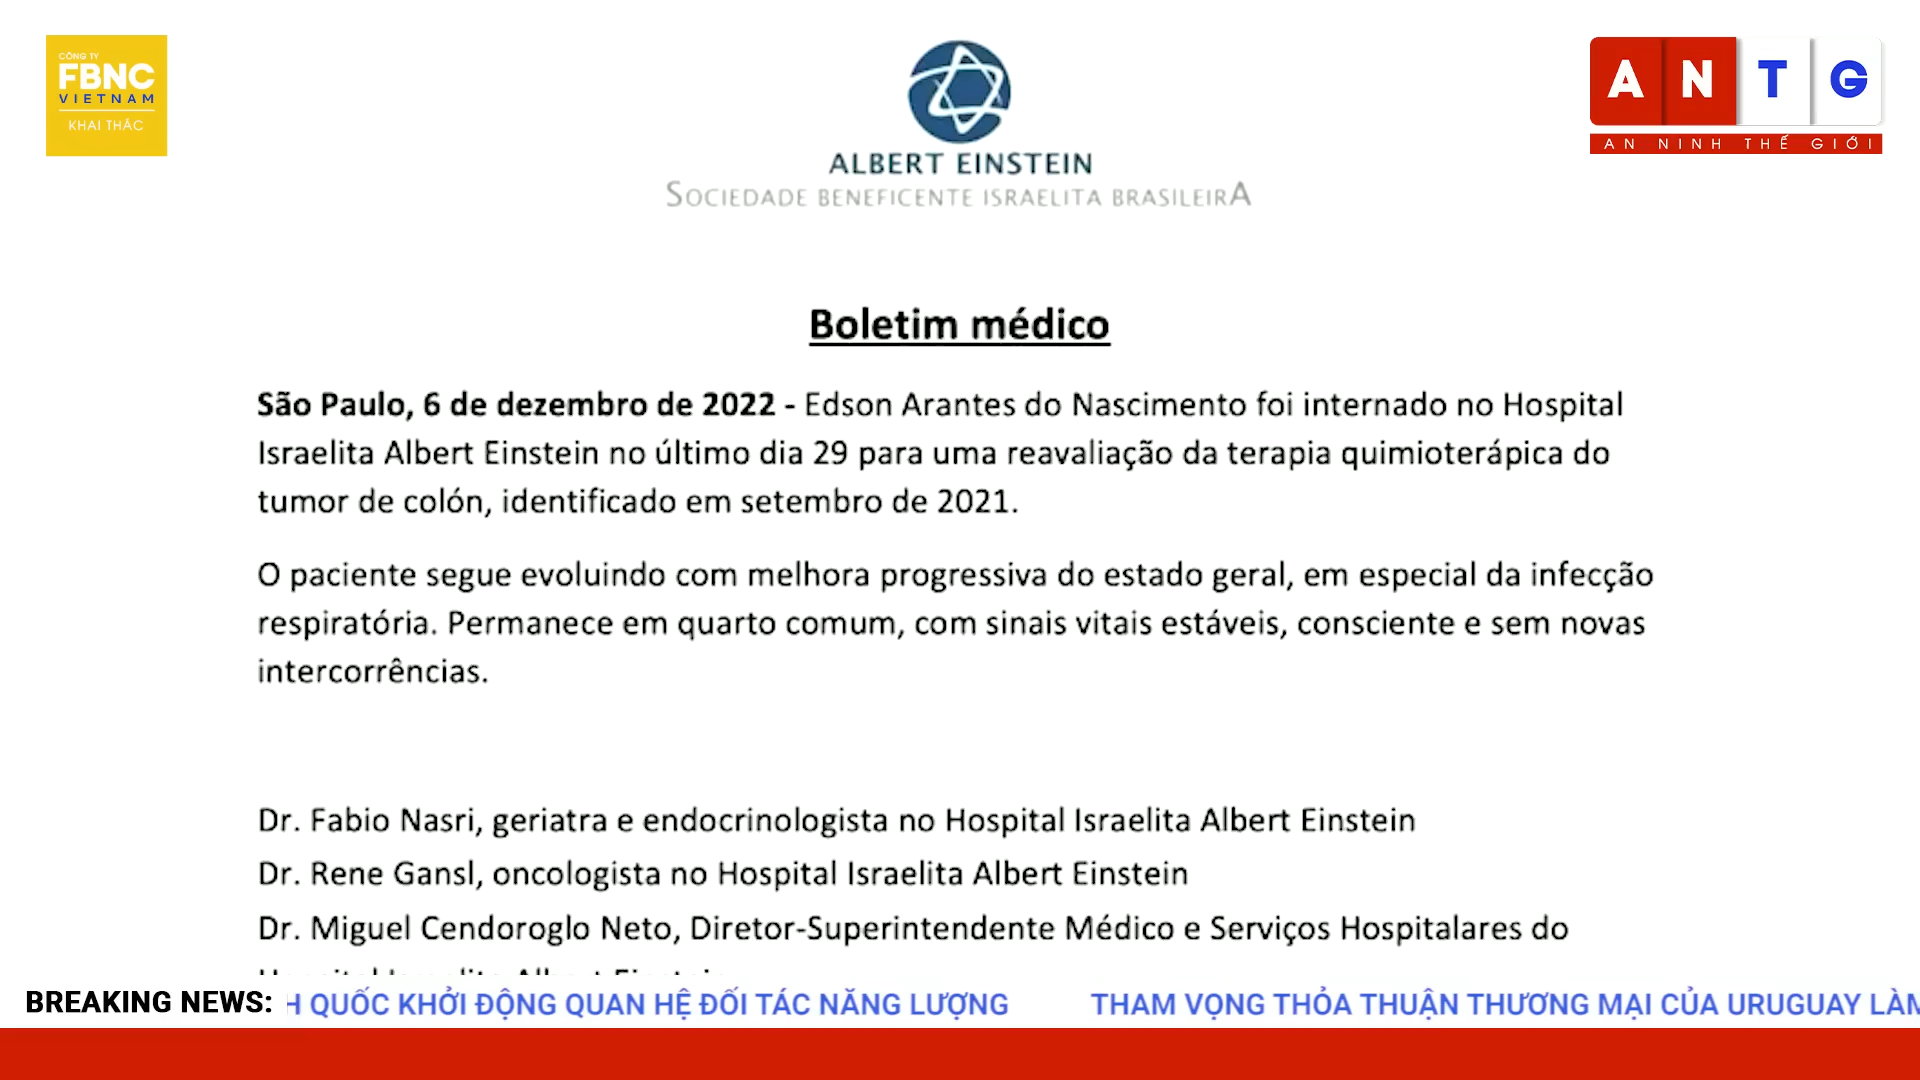 CÔNG TY
FBNC
VIETNAM
KHAI THÁC
A N T G
AN NINH THẾ GIỚI
ALBERT EINSTEIN
SOCIEDADE BENEFICENTE ISRAELITA BRASILEIRA
Boletim médico
São Paulo, 6 de dezembro de 2022 - Edson Arantes do Nascimento foi internado no Hospital
Israelita Albert Einstein no último dia 29 para uma reavaliação da terapia quimioterápica do
tumor de colón, identificado em setembro de 2021.
O paciente segue evoluindo com melhora progressiva do estado geral, em especial da infecção
respiratória. Permanece em quarto comum, com sinais vitais estáveis, consciente e sem novas
intercorrências.
Dr. Fabio Nasri, geriatra e endocrinologista no Hospital Israelita Albert Einstein
Dr. Rene Gansl, oncologista no Hospital Israelita Albert Einstein
Dr. Miguel Cendoroglo Neto, Diretor-Superintendente Médico e Serviços Hospitalares do
Hospital Israelita Albert Einstein
BREAKING NEWS: H QUỐC KHỞI ĐỘNG QUAN HỆ ĐỐI TÁC NĂNG LƯỢNG THAM VỌNG THỎA THUẬN THƯƠNG MẠI CỦA URUGUAY LÀM